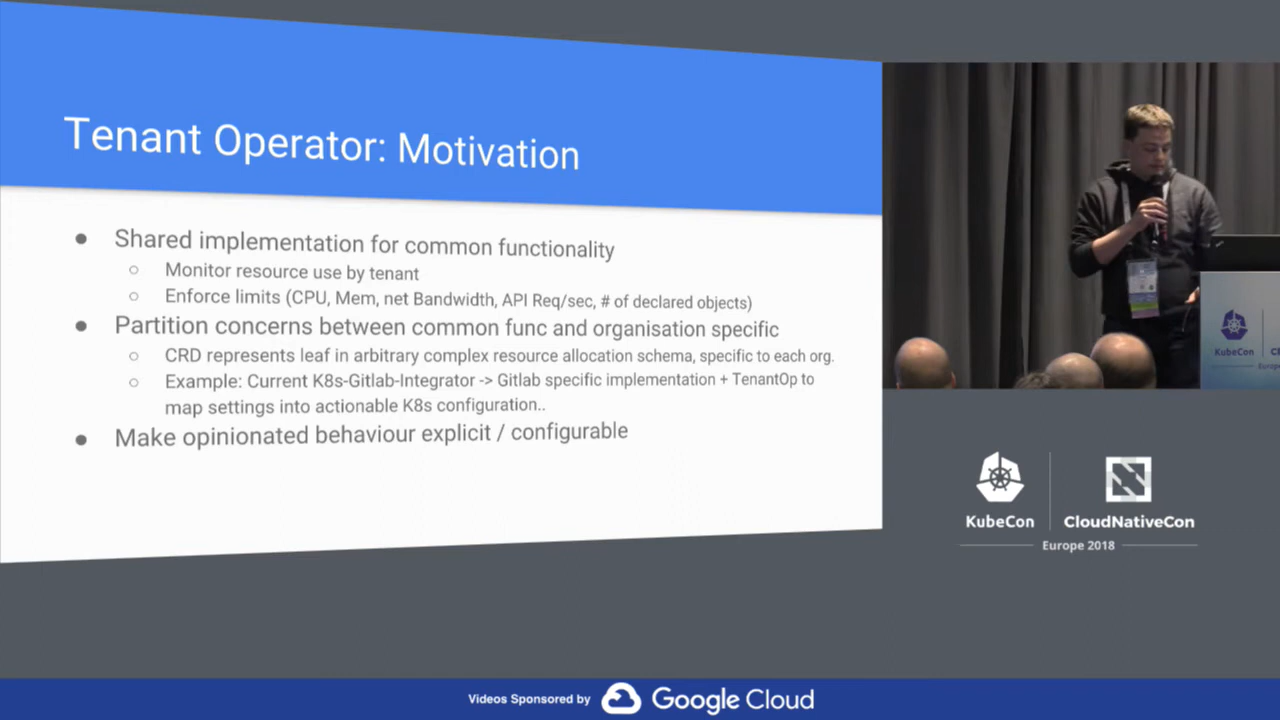 Tenant Operator: Motivation
● Shared implementation for common functionality
○ Monitor resource use by tenant
○ Enforce limits (CPU, Mem, net Bandwidth, API Req/sec, # of declared objects)
● Partition concerns between common func and organisation specific
○ CRD represents leaf in arbitrary complex resource allocation schema, specific to each org.
○ Example: Current K8s-Gitlab-Integrator -> Gitlab specific implementation + TenantOp to
map settings into actionable K8s configuration..
● Make opinionated behaviour explicit / configurable
KubeCon
KubeCon
CloudNativeCon
Europe 2018
Videos Sponsored by Google Cloud